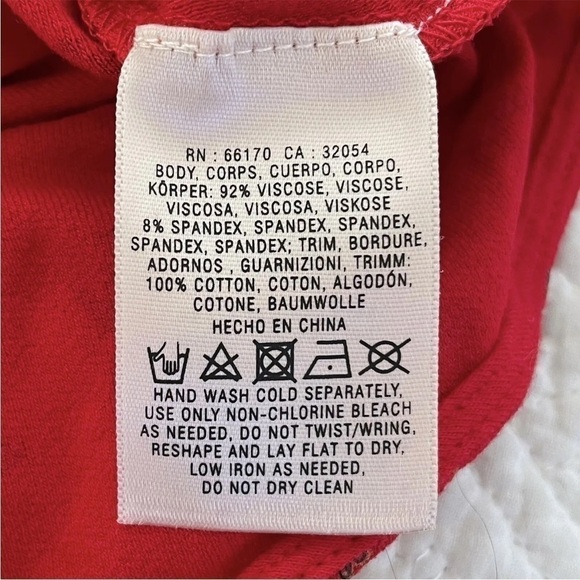 RN : 66170 CA : 32054
BODY, CORPS, CUERPO, CORPO,
KÖRPER: 92% VISCOSE, VISCOSE,
VISCOSA, VISCOSA, VISKOSE
8% SPANDEX, SPANDEX, SPANDEX,
SPANDEX, SPANDEX; TRIM, BORDURE,
ADORNOS , GUARNIZIONI, TRIMM:
100% COTTON, COTON, ALGODÓN,
COTONE, BAUMWOLLE
HECHO EN CHINA
HAND WASH COLD SEPARATELY,
USE ONLY NON-CHLORINE BLEACH
AS NEEDED, DO NOT TWIST/WRING,
RESHAPE AND LAY FLAT TO DRY,
LOW IRON AS NEEDED,
DO NOT DRY CLEAN